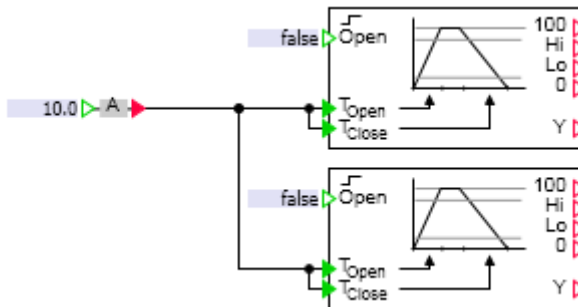 100
false Open Hi
Lo
0
10.0 A TOpen
TClose Y
100
false Open Hi
Lo
0
TOpen
TClose Y